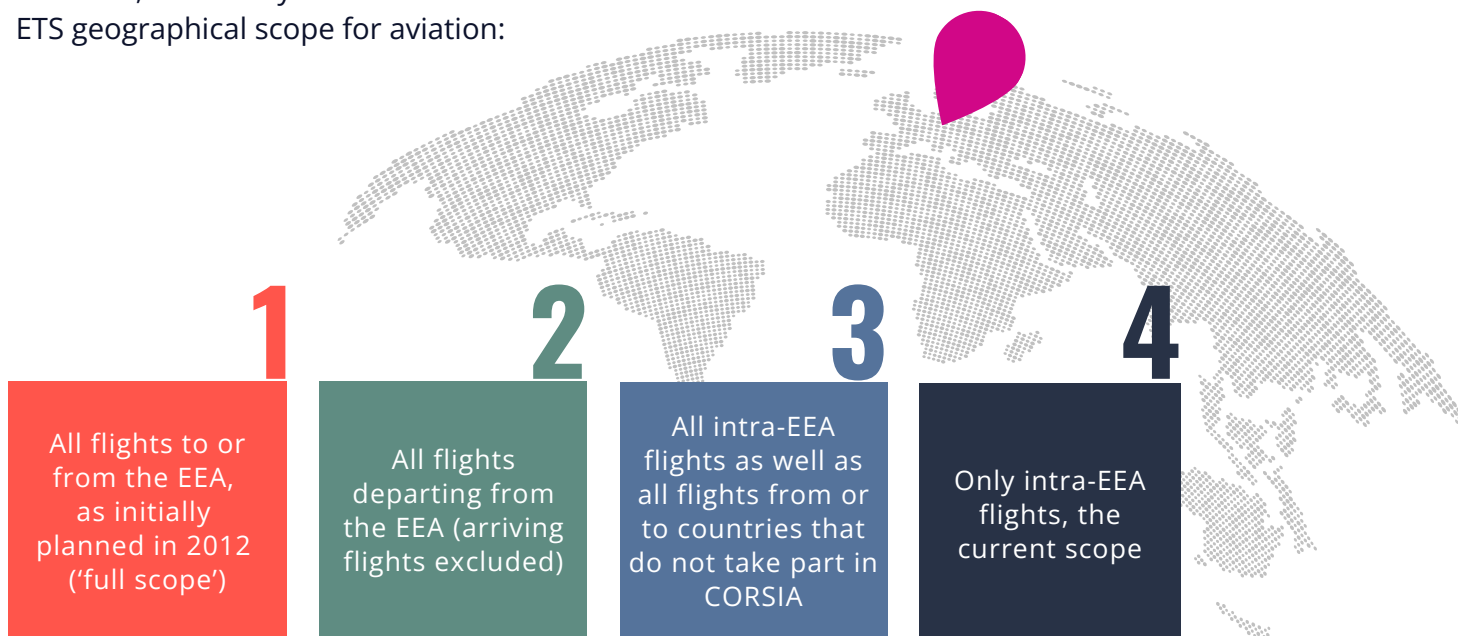 ETS geographical scope for aviation:
1
2
3
4
All flights to or
from the EEA,
as initially
planned in 2012
(‘full scope’)
All flights
departing from
the EEA (arriving
flights excluded)
All intra-EEA
flights as well as
all flights from or
to countries that
do not take part in
CORSIA
Only intra-EEA
flights, the
current scope